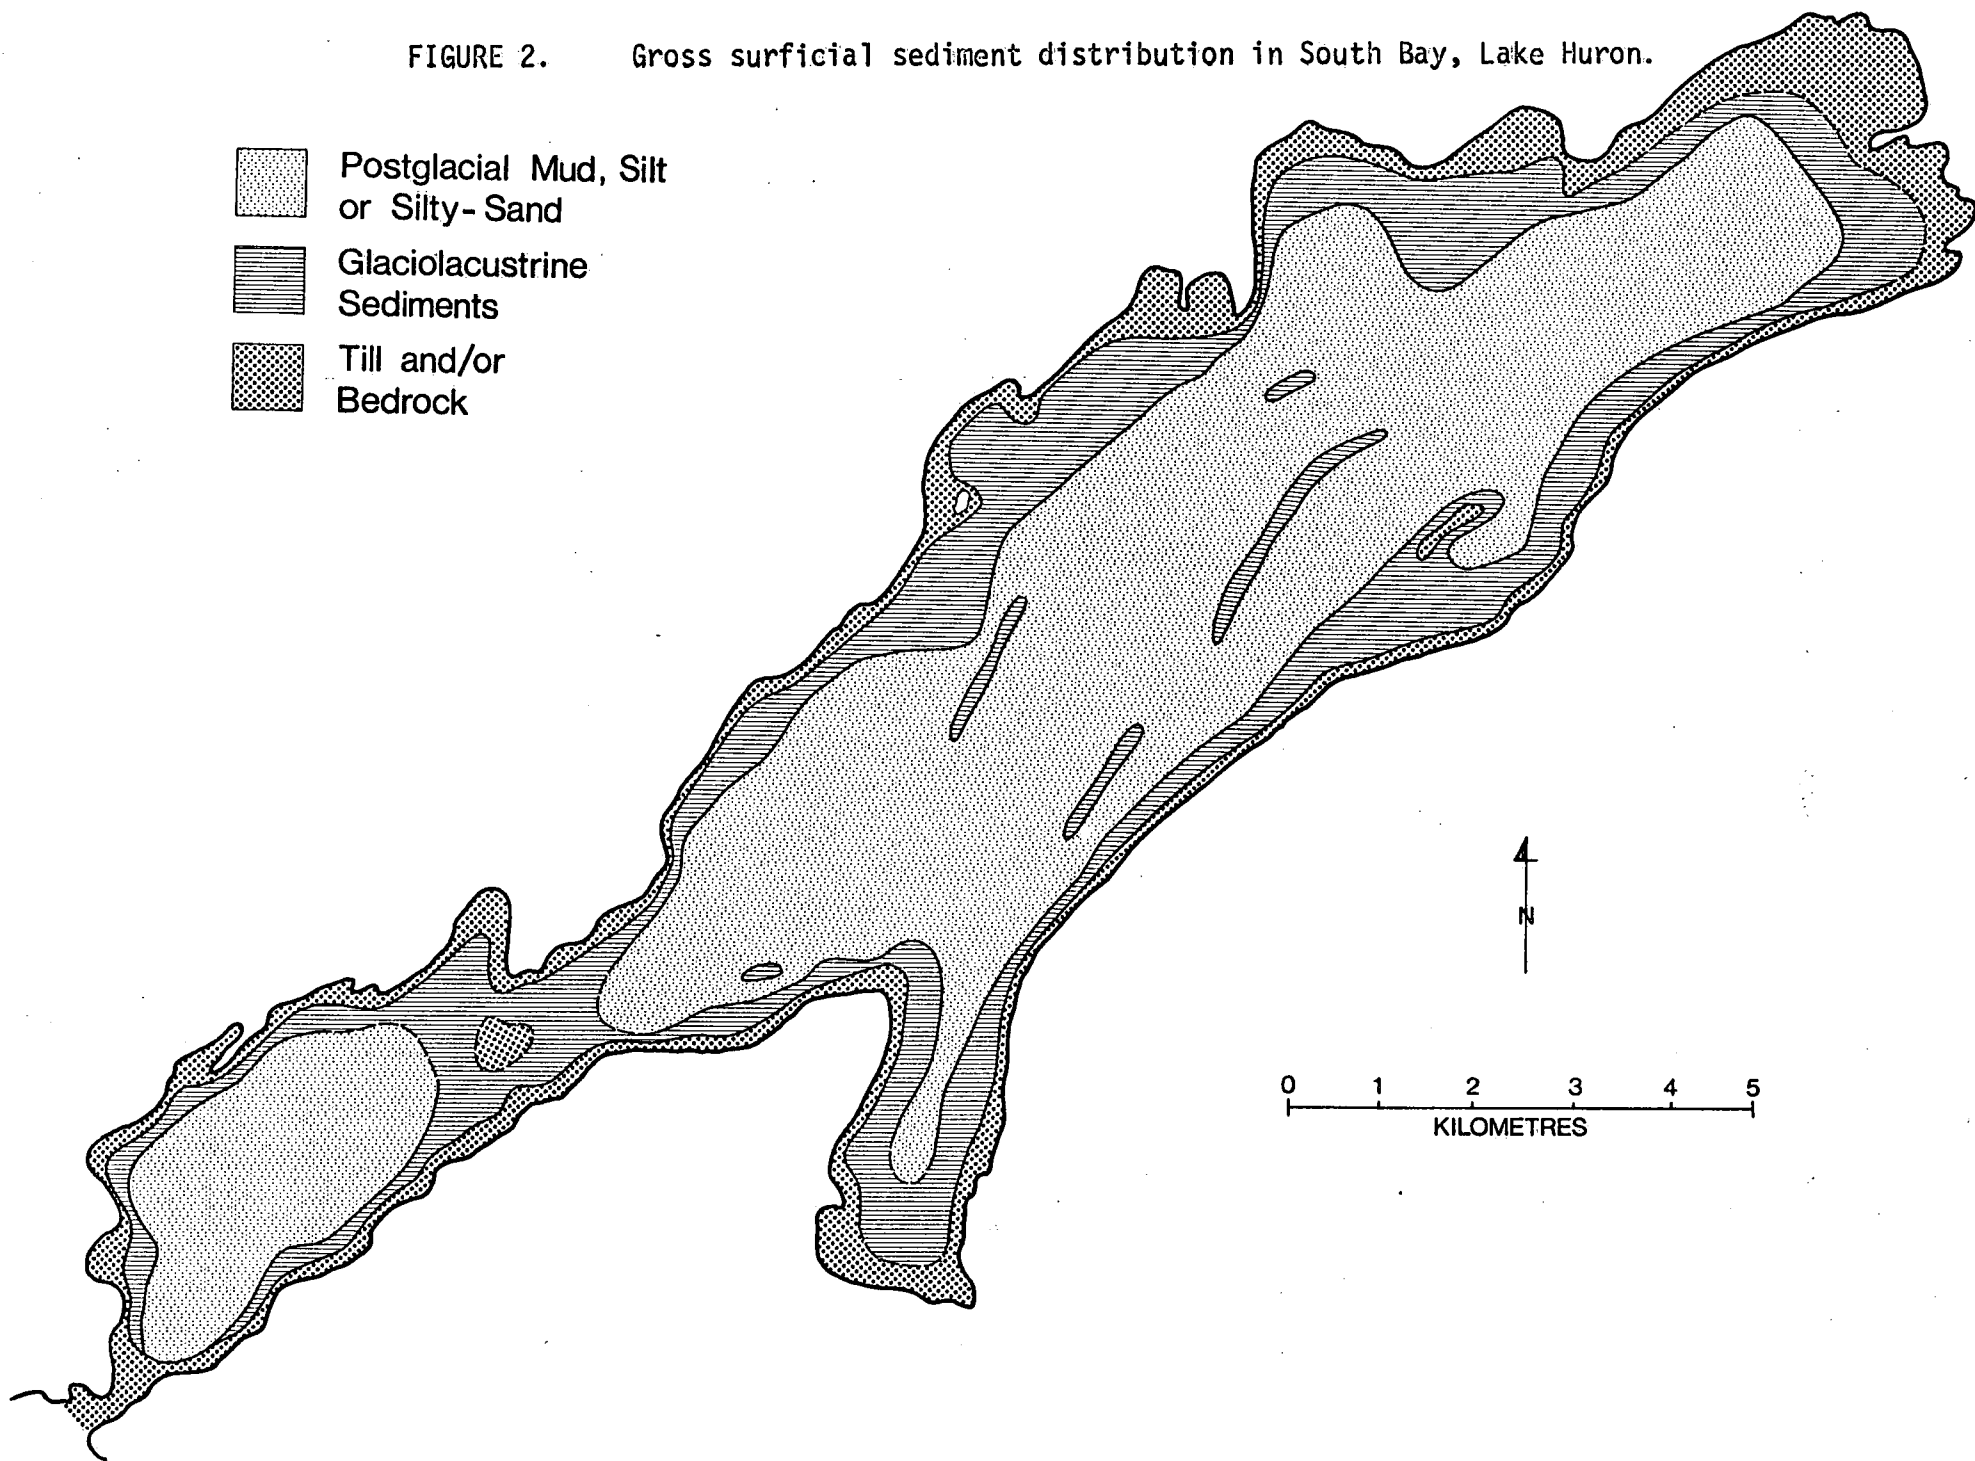 FIGURE 2. Gross surficial sediment distribution in South Bay, Lake Huron.
Postglacial Mud, Silt
or Silty-Sand
Glaciolacustrine
Sediments
Till and/or
Bedrock
N
0 1 2 3 4 5
KILOMETRES